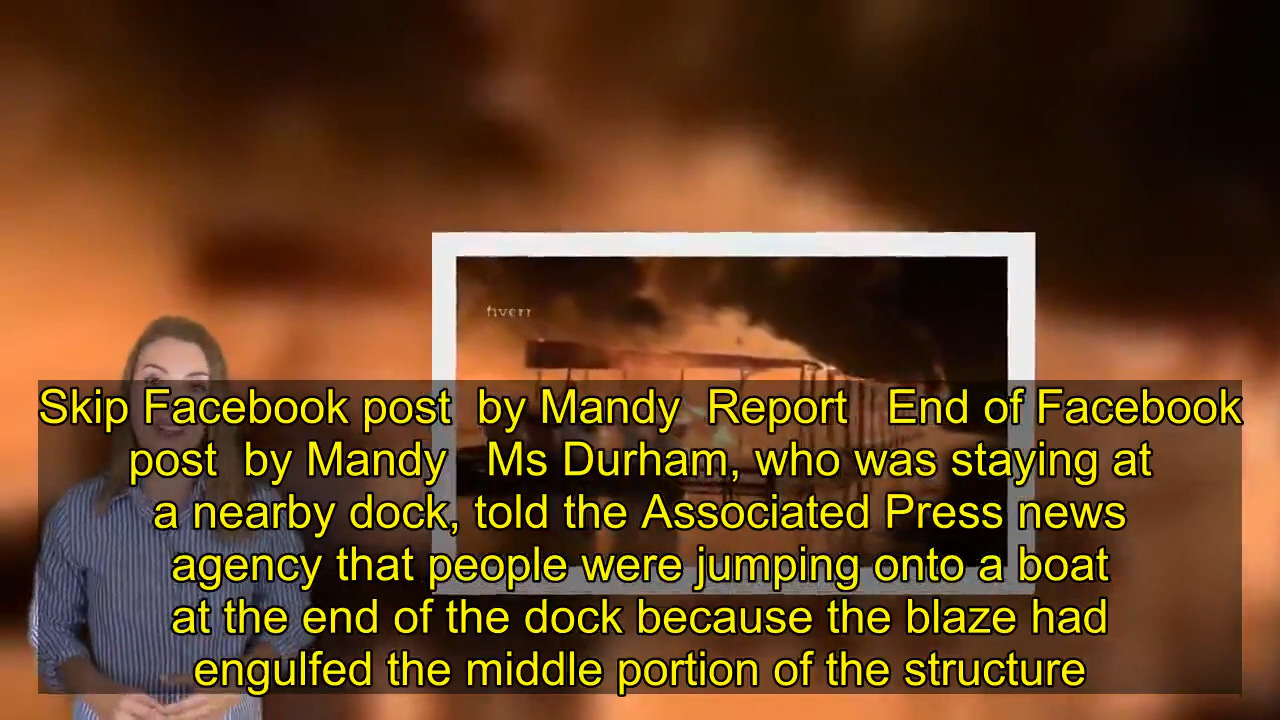 fiverr
Skip Facebook post  by Mandy  Report   End of Facebook
post  by Mandy   Ms Durham, who was staying at
a nearby dock, told the Associated Press news
agency that people were jumping onto a boat
at the end of the dock because the blaze had
engulfed the middle portion of the structure